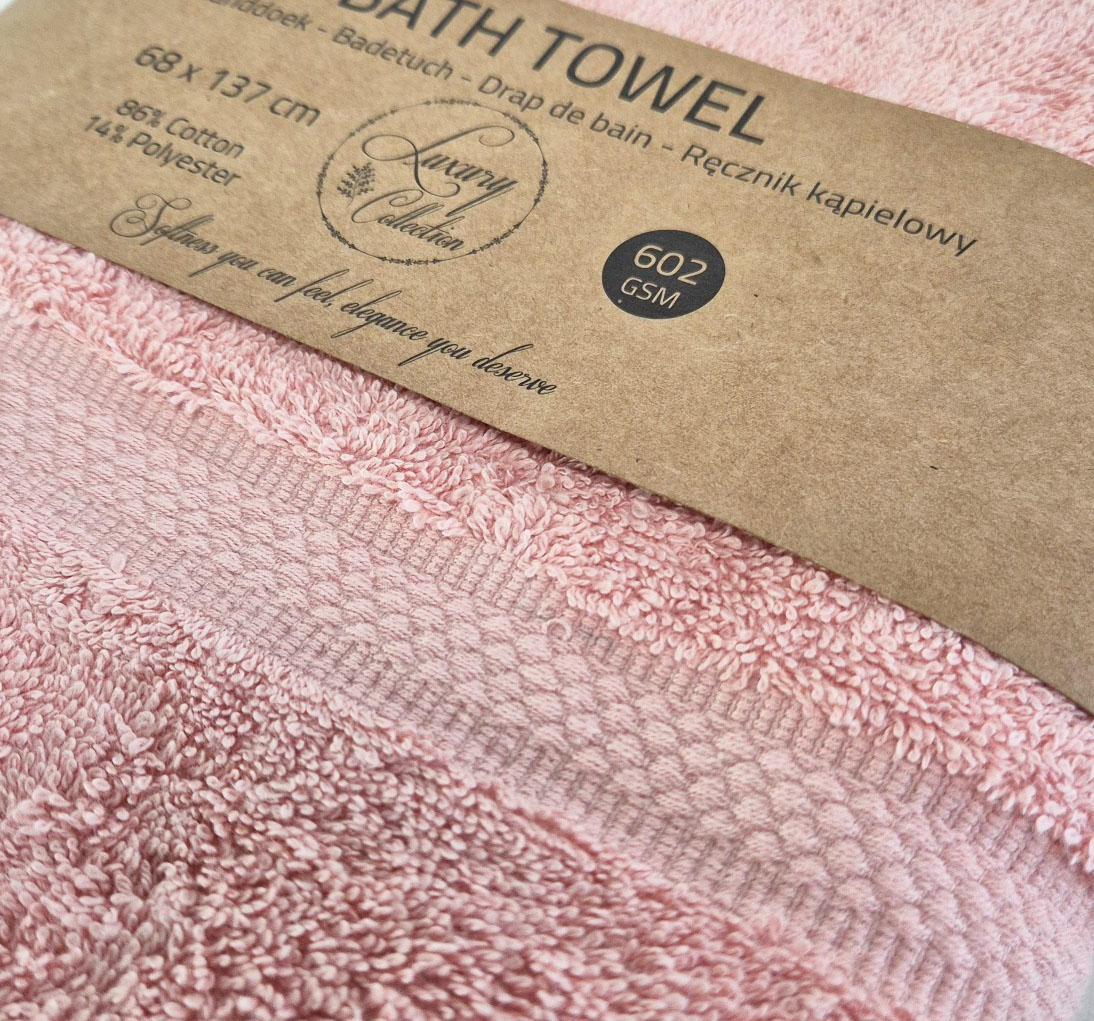 BATH TOWEL
- Badetuch - Drap de bain - Ręcznik kąpielowy
68 x 137 cm
86% Cotton
14% Polyester
Luxury
Collection
Softness you can feel, elegance you deserve
602
GSM